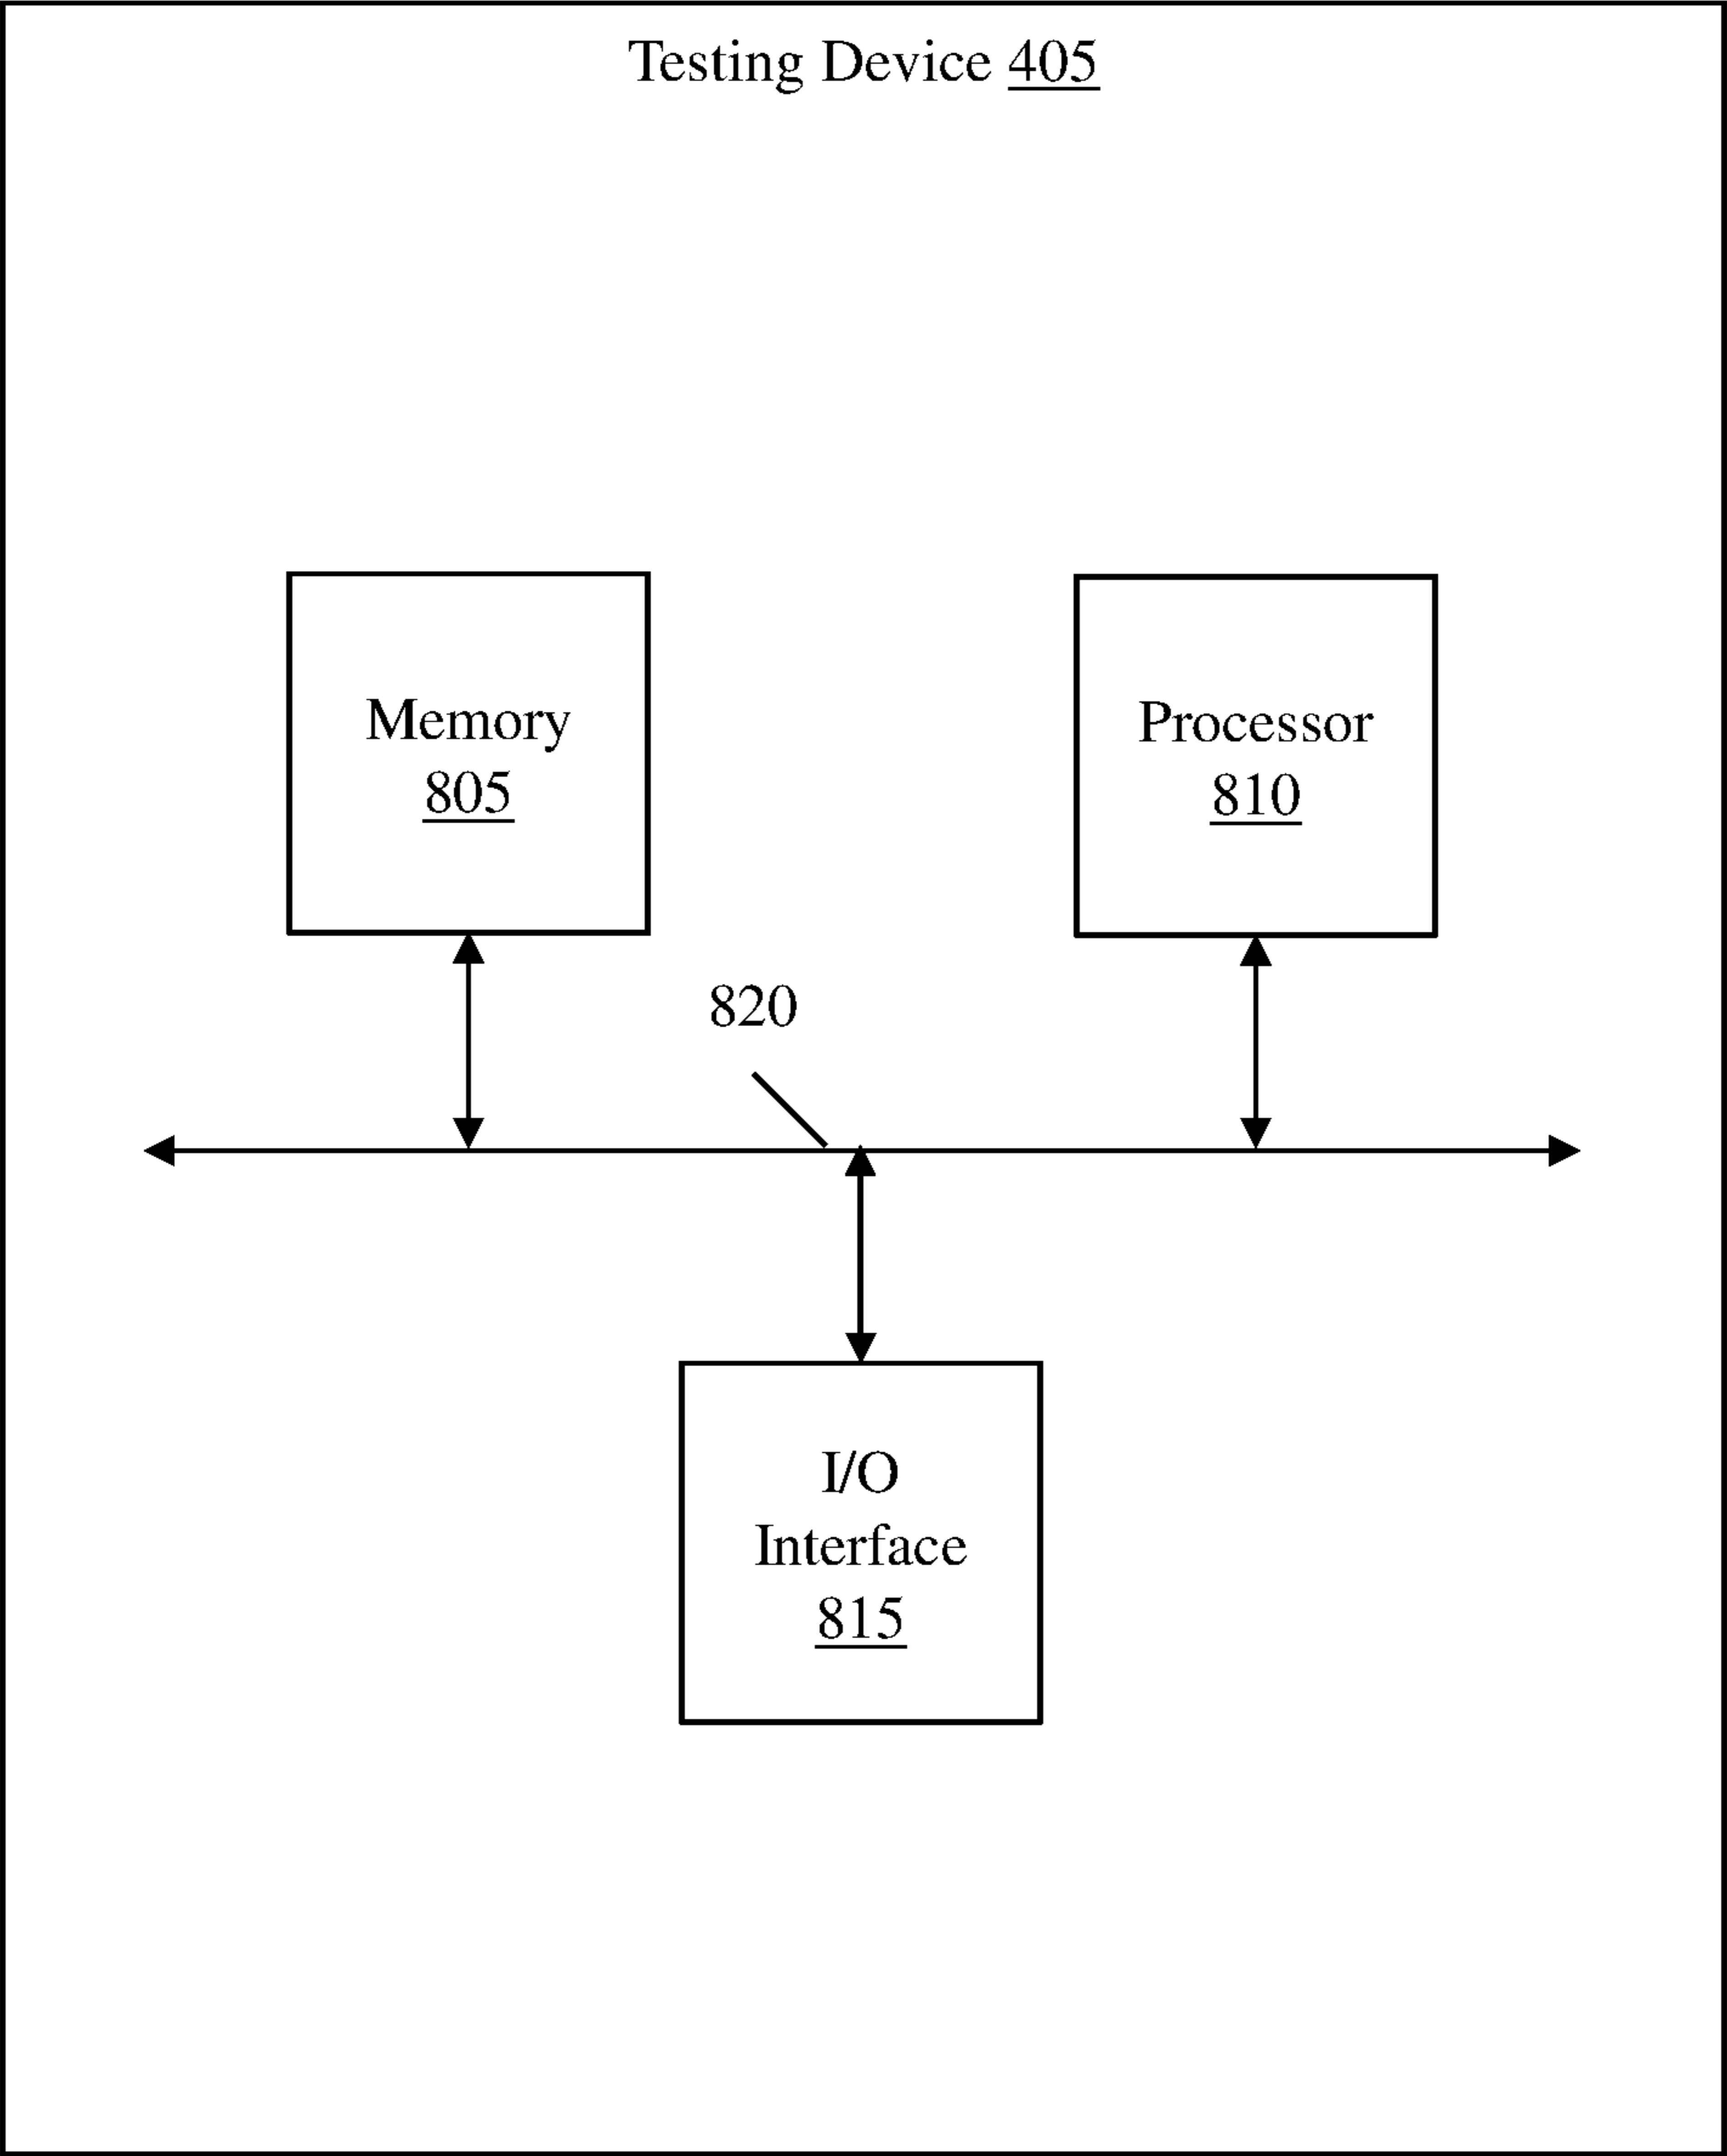 Testing Device 405
Memory
805
Processor
810
820
I/O
Interface
815